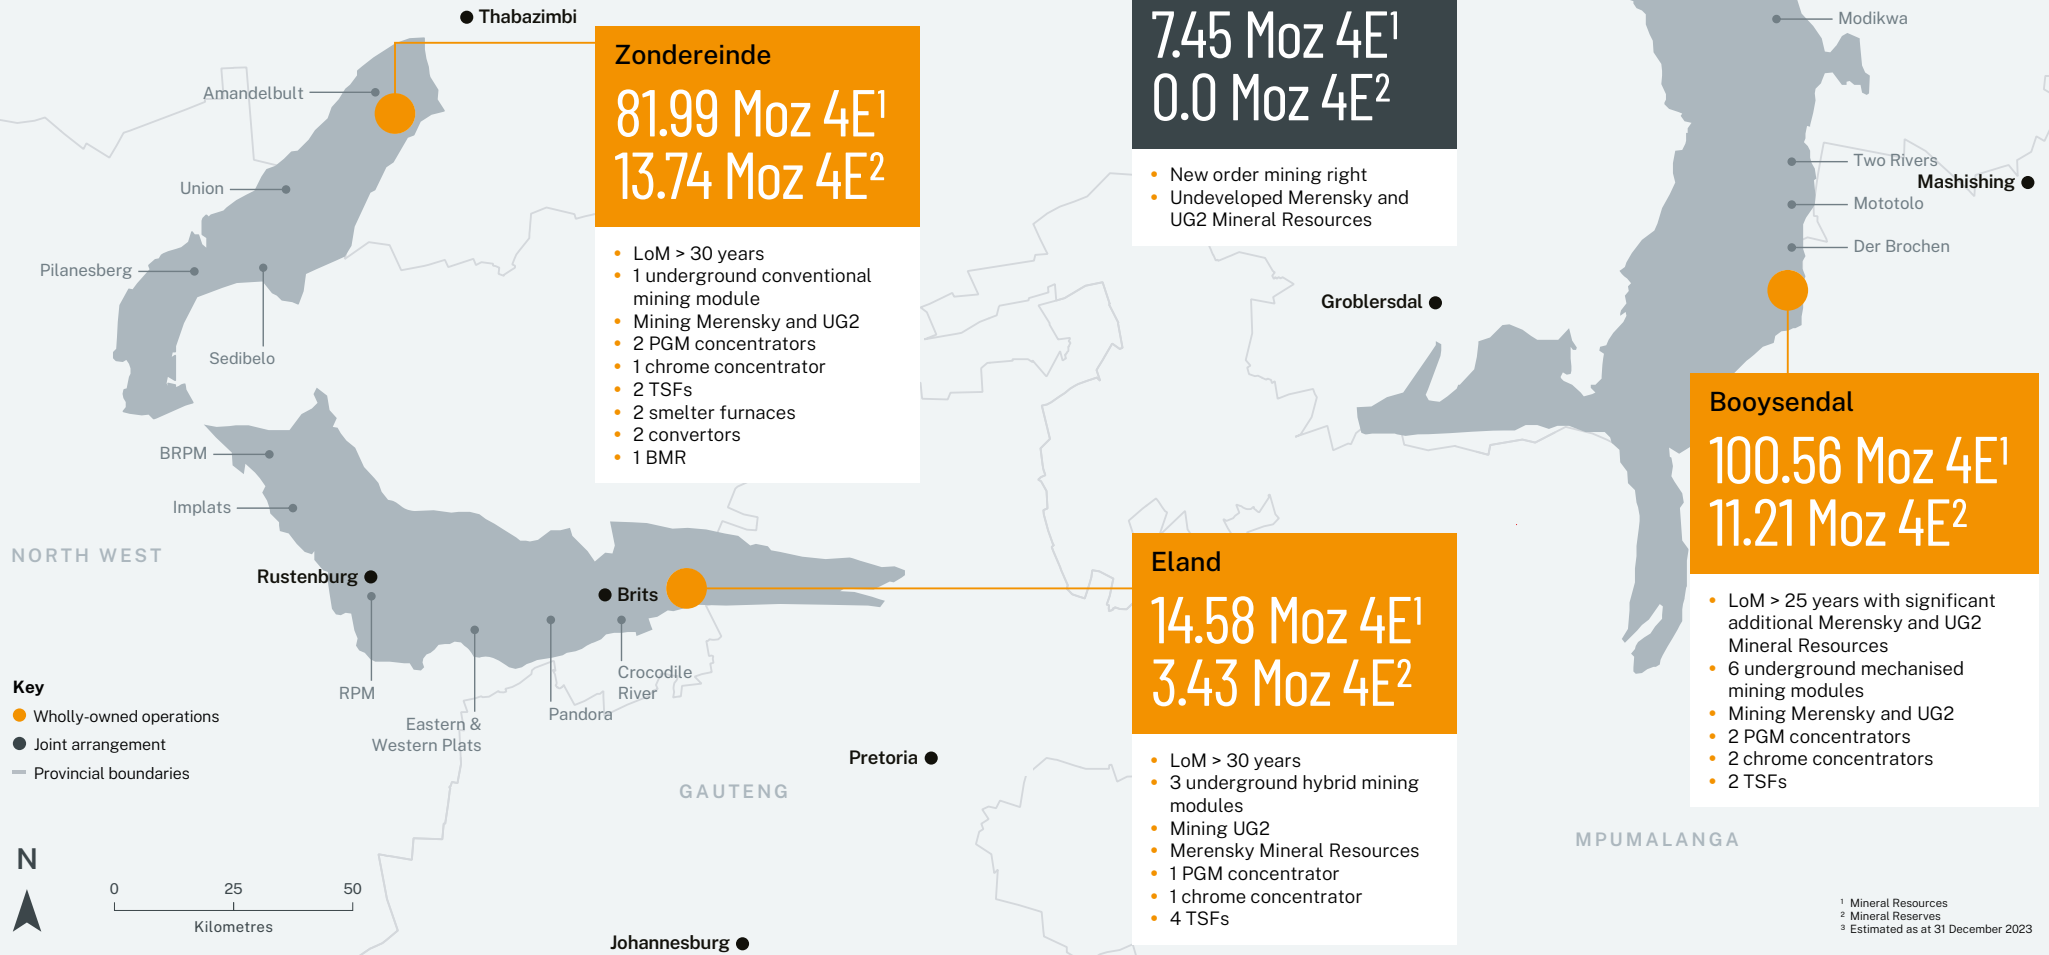 Thabazimbi
Amandelbult
Union
Pilanesberg
Sedibelo
BRPM
Implats
NORTH WEST
Rustenburg
Brits
RPM
Eastern &
Western Plats
Pandora
Crocodile
River
Zondereinde
81.99 Moz 4E¹
13.74 Moz 4E²
• LoM > 30 years
• 1 underground conventional
mining module
• Mining Merensky and UG2
• 2 PGM concentrators
• 1 chrome concentrator
• 2 TSFs
• 2 smelter furnaces
• 2 convertors
• 1 BMR
7.45 Moz 4E¹
0.0 Moz 4E²
• New order mining right
• Undeveloped Merensky and
UG2 Mineral Resources
Groblersdal
Modikwa
Two Rivers
Mashishing
Mototolo
Der Brochen
Booysendal
100.56 Moz 4E¹
11.21 Moz 4E²
• LoM > 25 years with significant
additional Merensky and UG2
Mineral Resources
• 6 underground mechanised
mining modules
• Mining Merensky and UG2
• 2 PGM concentrators
• 2 chrome concentrators
• 2 TSFs
Eland
14.58 Moz 4E¹
3.43 Moz 4E²
• LoM > 30 years
• 3 underground hybrid mining
modules
• Mining UG2
• Merensky Mineral Resources
• 1 PGM concentrator
• 1 chrome concentrator
• 4 TSFs
Key
Wholly-owned operations
Joint arrangement
Provincial boundaries
N
0 25 50
Kilometres
GAUTENG
Pretoria
Johannesburg
MPUMALANGA
¹ Mineral Resources
² Mineral Reserves
³ Estimated as at 31 December 2023